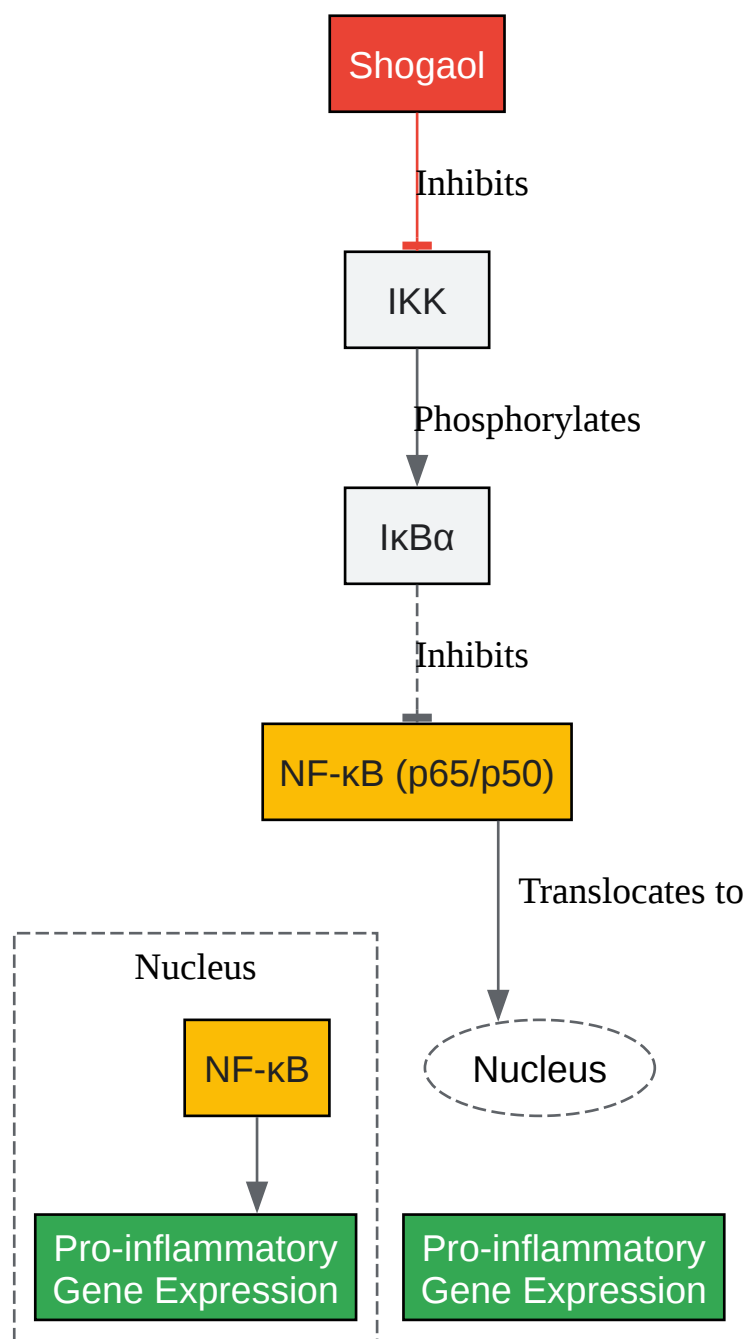 Shogaol
Inhibits
IKK
Phosphorylates
IκBα
Inhibits
NF-κB (p65/p50)
Translocates to
Nucleus
NF-κB
Nucleus
Pro-inflammatory
Gene Expression
Pro-inflammatory
Gene Expression